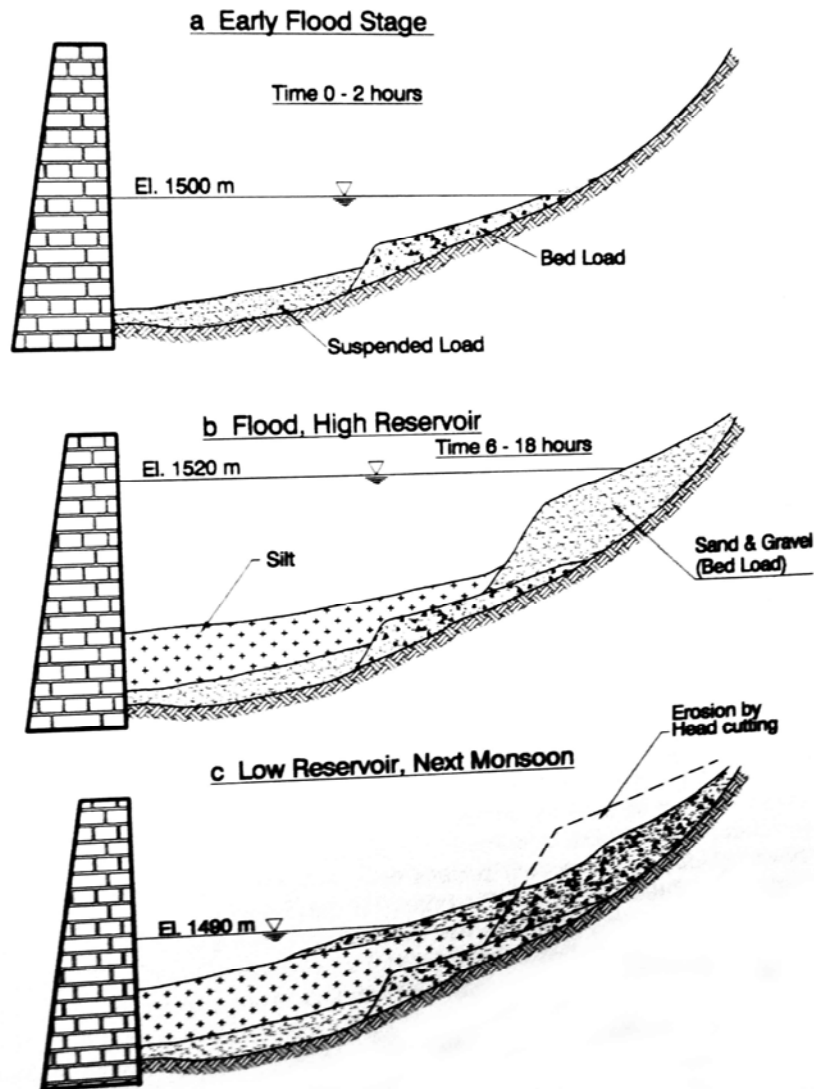 a Early Flood Stage
Time 0 - 2 hours
El. 1500 m
Bed Load
Suspended Load
b Flood, High Reservoir
Time 6 - 18 hours
El. 1520 m
Silt
Sand & Gravel
(Bed Load)
Erosion by
Head cutting
c Low Reservoir, Next Monsoon
El. 1490 m